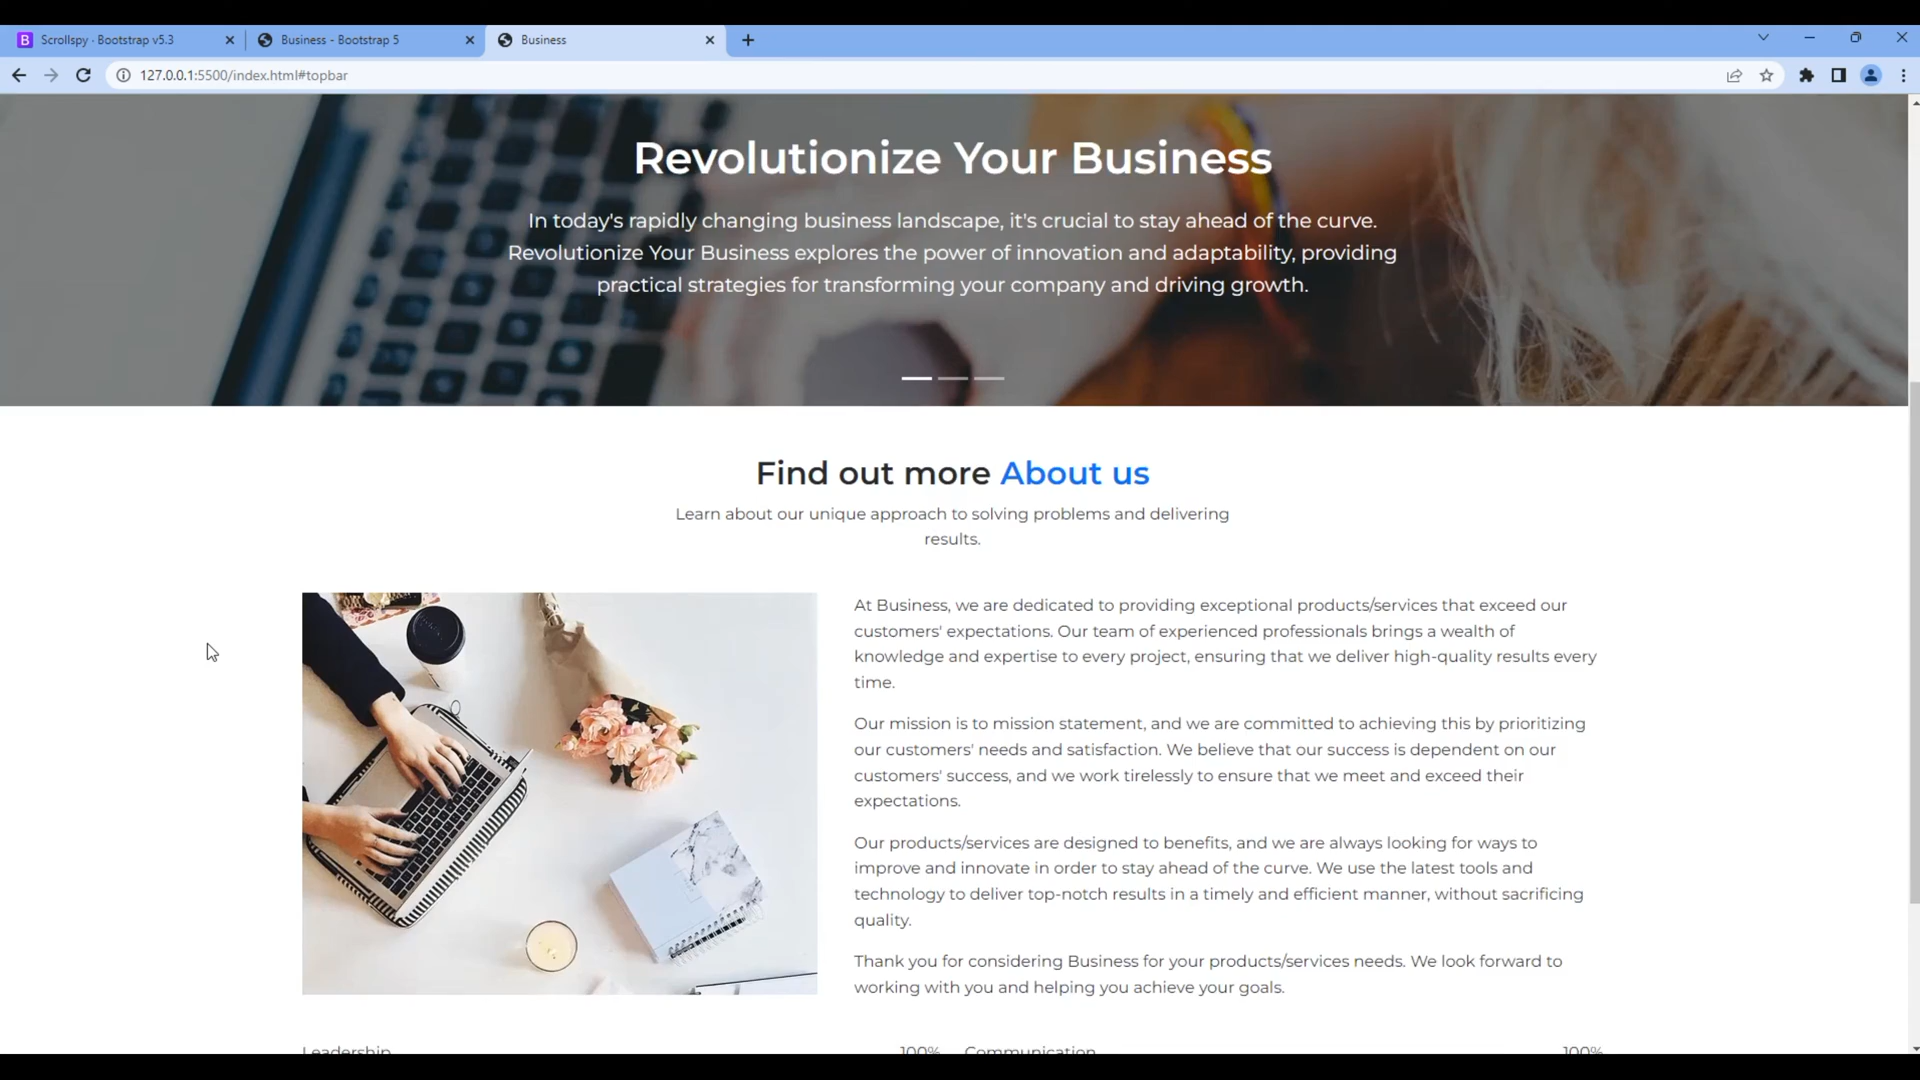 Scrollspy · Bootstrap v5.3
Business - Bootstrap 5
Business
127.0.0.1:5500/index.html#topbar
Revolutionize Your Business
In today's rapidly changing business landscape, it's crucial to stay ahead of the curve.
Revolutionize Your Business explores the power of innovation and adaptability, providing
practical strategies for transforming your company and driving growth.
Find out more About us
Learn about our unique approach to solving problems and delivering
results.
At Business, we are dedicated to providing exceptional products/services that exceed our
customers' expectations. Our team of experienced professionals brings a wealth of
knowledge and expertise to every project, ensuring that we deliver high-quality results every
time.
Our mission is to mission statement, and we are committed to achieving this by prioritizing
our customers' needs and satisfaction. We believe that our success is dependent on our
customers' success, and we work tirelessly to ensure that we meet and exceed their
expectations.
Our products/services are designed to benefits, and we are always looking for ways to
improve and innovate in order to stay ahead of the curve. We use the latest tools and
technology to deliver top-notch results in a timely and efficient manner, without sacrificing
quality.
Thank you for considering Business for your products/services needs. We look forward to
working with you and helping you achieve your goals.
Leadership 100% Communication 100%